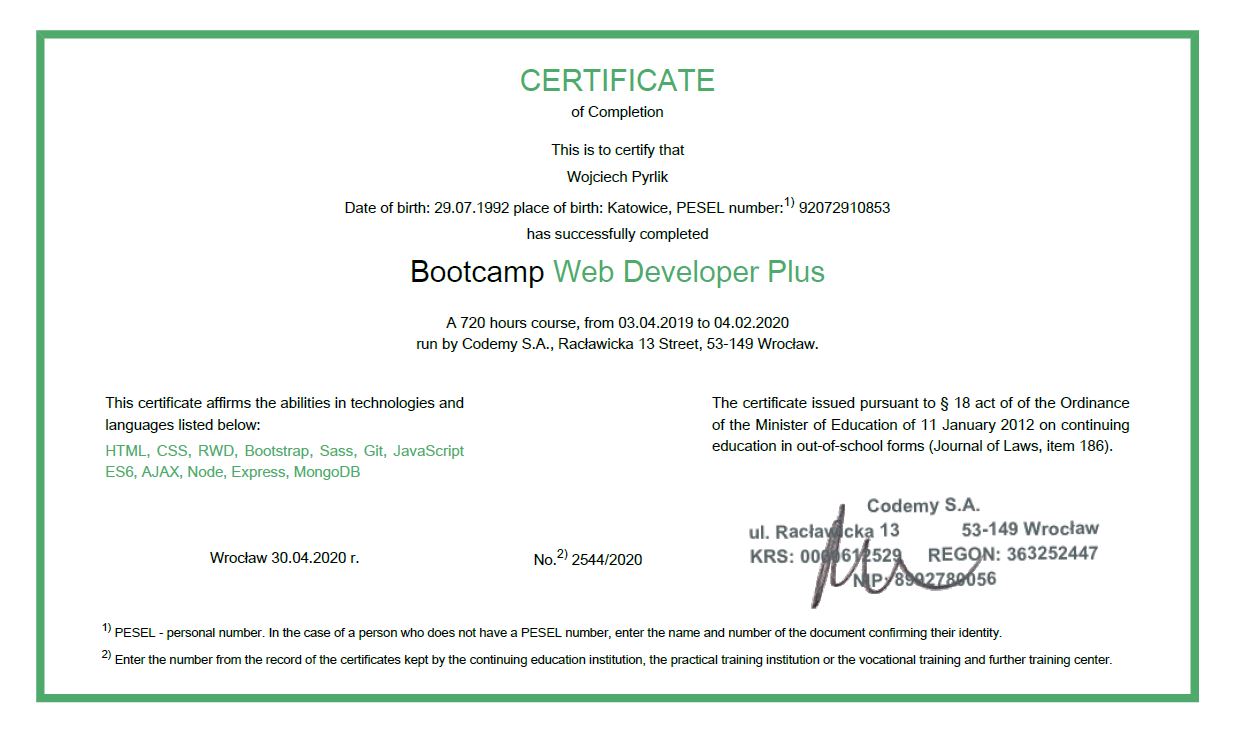 CERTIFICATE
of Completion
This is to certify that
Wojciech Pyrlik
Date of birth: 29.07.1992 place of birth: Katowice, PESEL number:1) 92072910853
has successfully completed
Bootcamp Web Developer Plus
A 720 hours course, from 03.04.2019 to 04.02.2020
run by Codemy S.A., Racławicka 13 Street, 53-149 Wrocław.
This certificate affirms the abilities in technologies and
languages listed below:
HTML, CSS, RWD, Bootstrap, Sass, Git, JavaScript
ES6, AJAX, Node, Express, MongoDB
The certificate issued pursuant to § 18 act of of the Ordinance
of the Minister of Education of 11 January 2012 on continuing
education in out-of-school forms (Journal of Laws, item 186).
Wrocław 30.04.2020 r.
No.2) 2544/2020
Codemy S.A.
ul. Racławicka 13 53-149 Wrocław
KRS: 0000612529 REGON: 363252447
NIP: 8992780056
1) PESEL - personal number. In the case of a person who does not have a PESEL number, enter the name and number of the document confirming their identity.
2) Enter the number from the record of the certificates kept by the continuing education institution, the practical training institution or the vocational training and further training center.